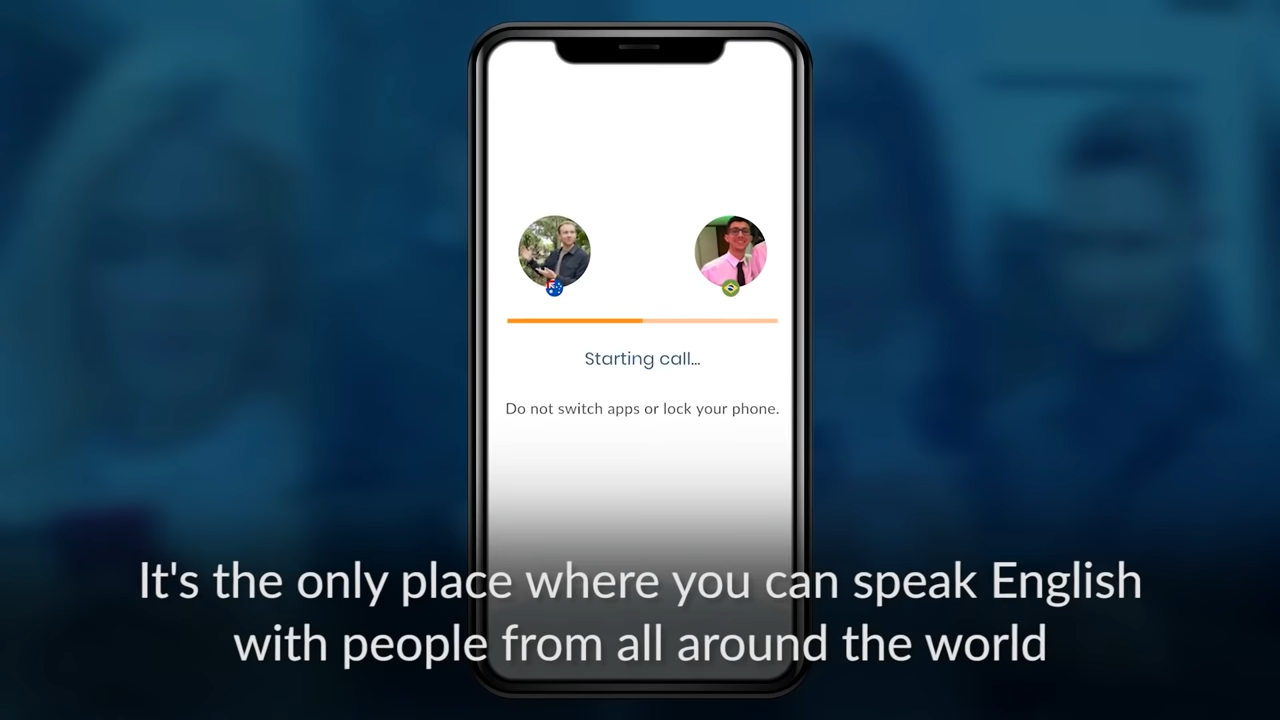 Starting call...
Do not switch apps or lock your phone.
It's the only place where you can speak English
with people from all around the world